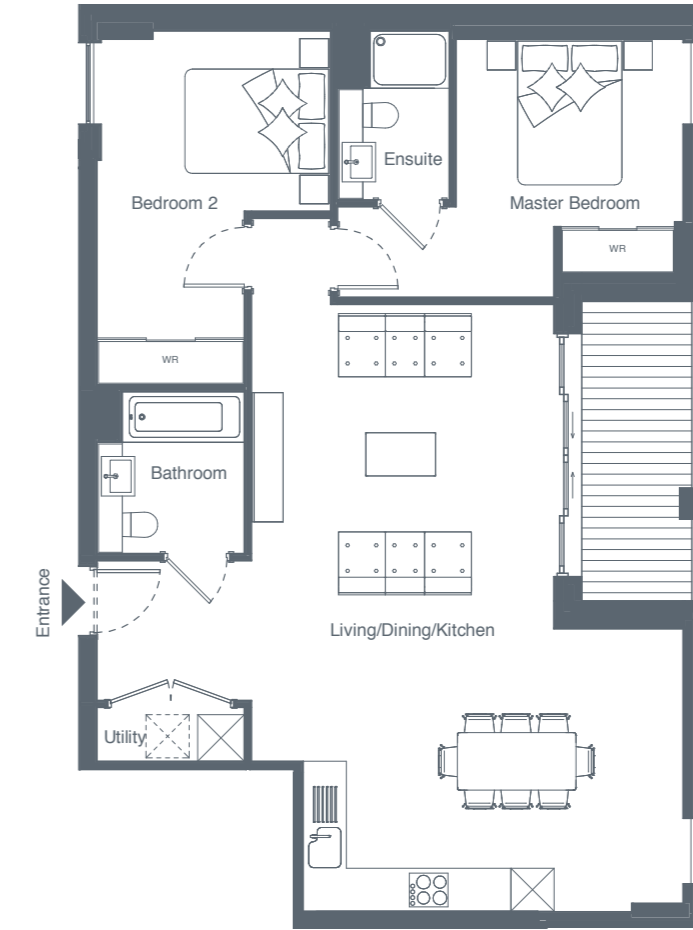 Ensuite
Bedroom 2
Master Bedroom
WR
WR
Bathroom
Entrance
Living/Dining/Kitchen
Utility